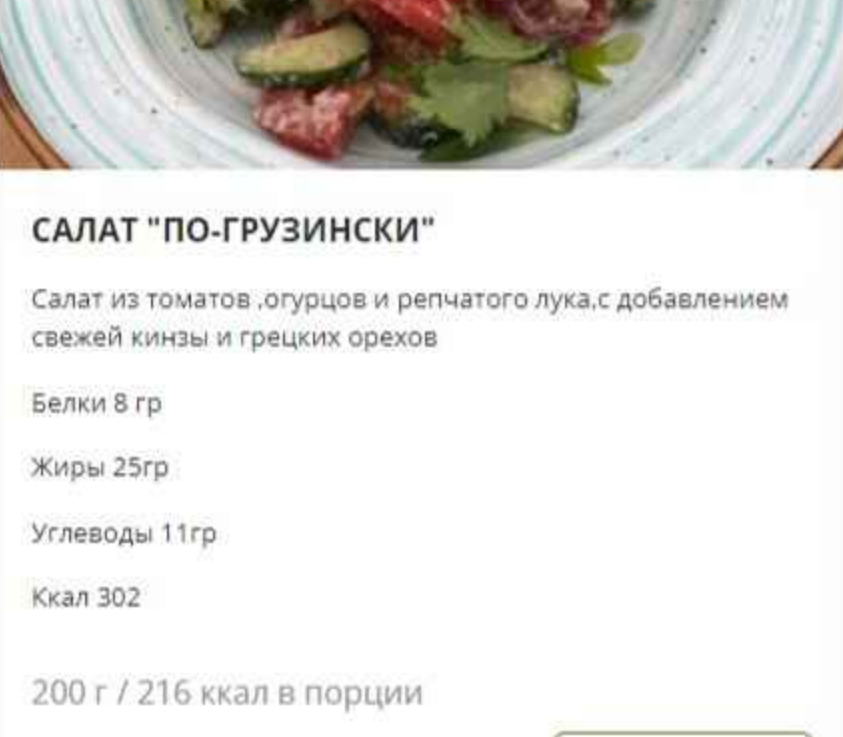 САЛАТ "ПО-ГРУЗИНСКИ"
Салат из томатов ,огурцов и репчатого лука,с добавлением
свежей кинзы и грецких орехов
Белки 8 гр
Жиры 25гр
Углеводы 11гр
Ккал 302
200 г / 216 ккал в порции